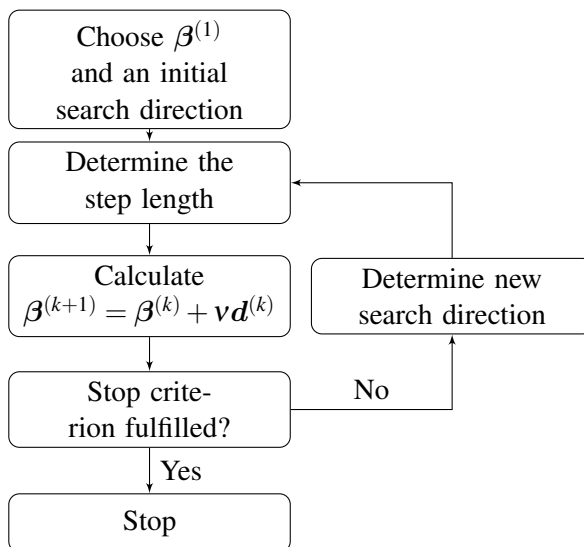 Choose β^(1)
and an initial
search direction
Determine the
step length
Calculate
β^(k+1) = β^(k) + νd^(k)
Determine new
search direction
Stop crite-
rion fulfilled?
No
Yes
Stop